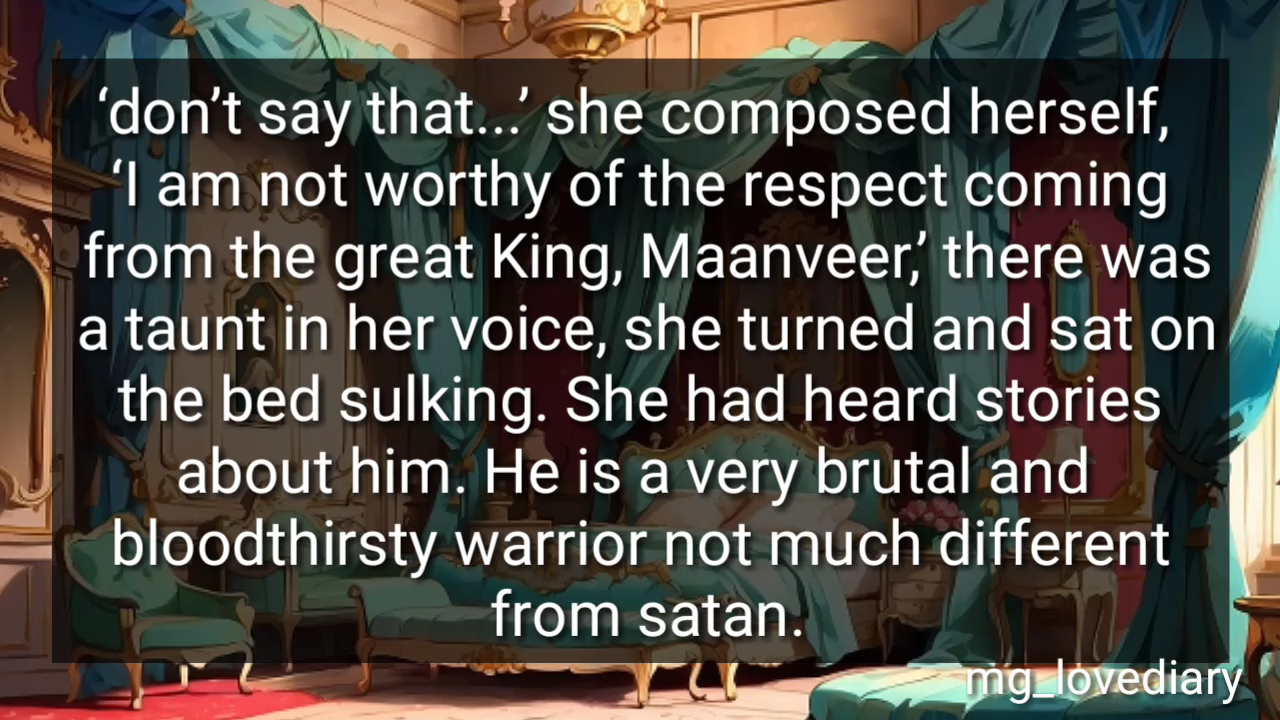 ‘don’t say that...’ she composed herself,
‘I am not worthy of the respect coming
from the great King, Maanveer,’ there was
a taunt in her voice, she turned and sat on
the bed sulking. She had heard stories
about him. He is a very brutal and
bloodthirsty warrior not much different
from satan.
mg_lovediary